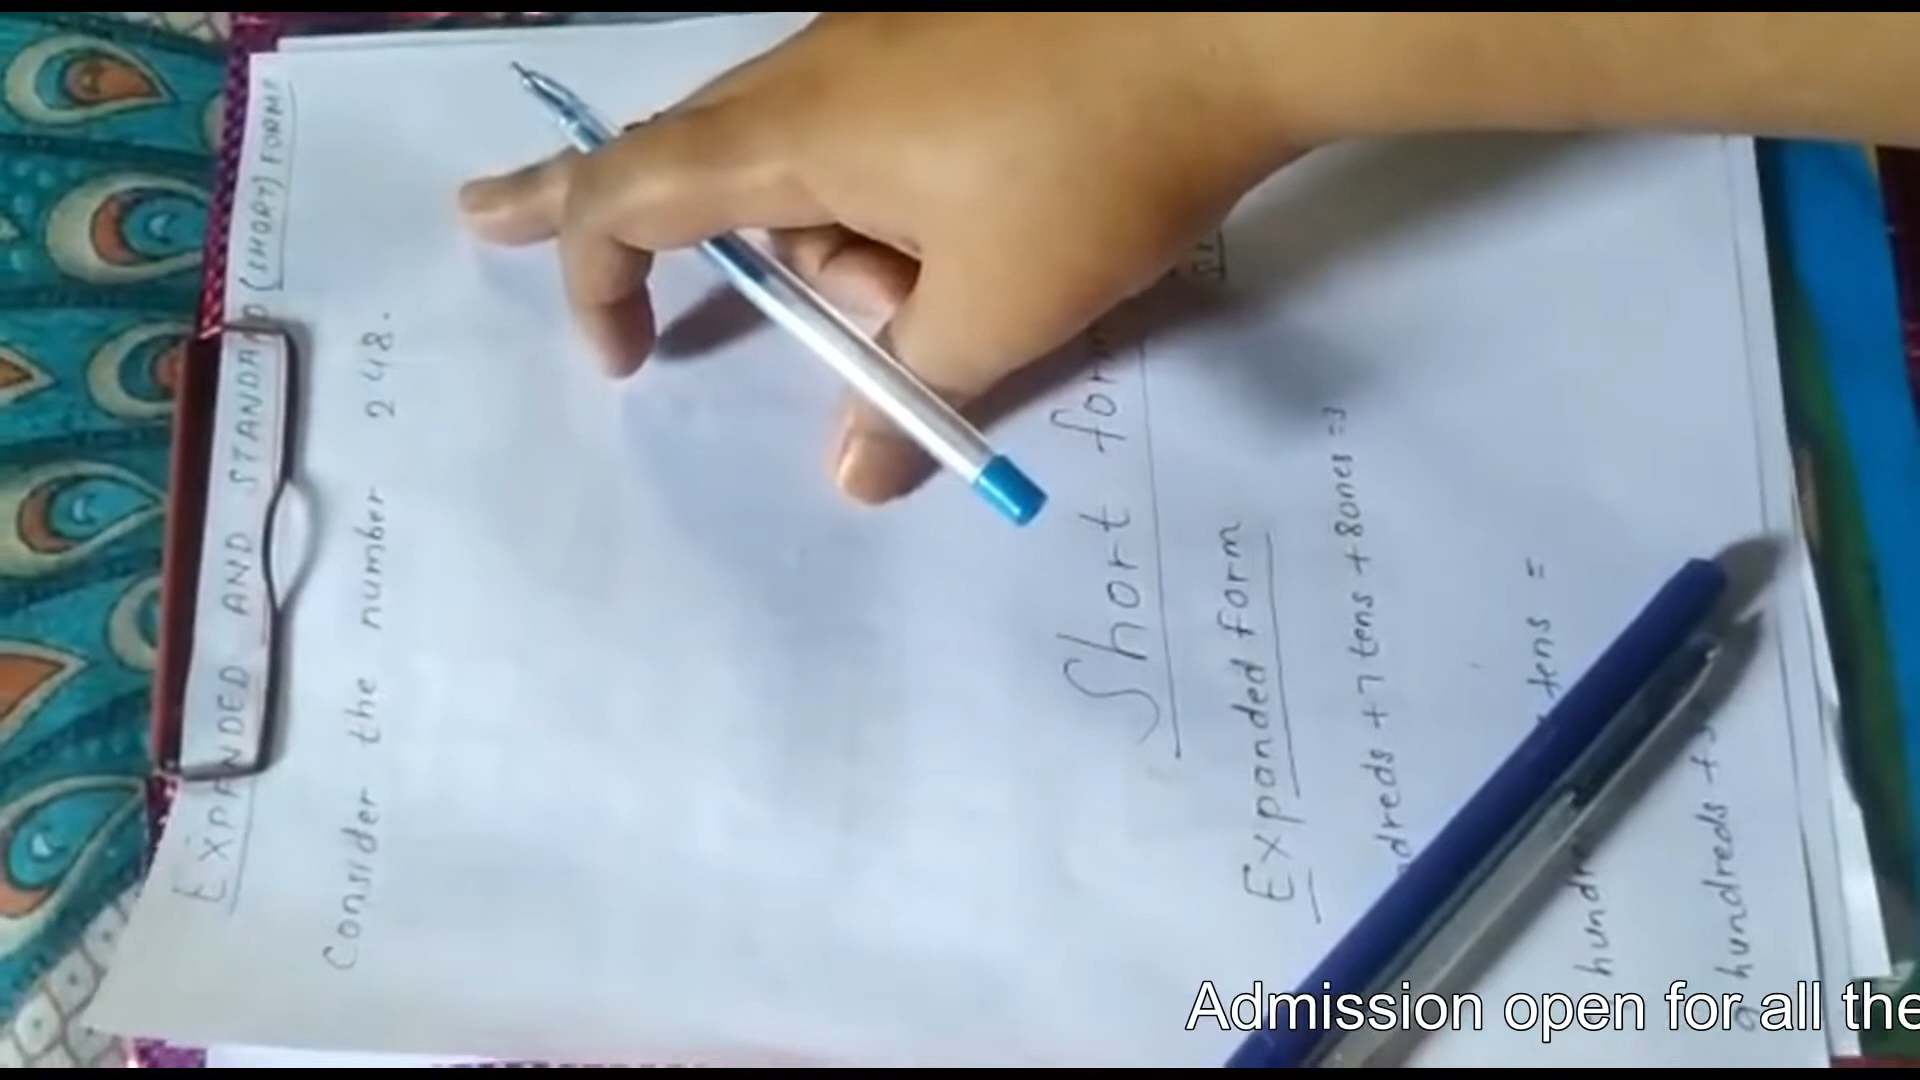 EXPANDED AND STANDARD (SHORT) FORM:
Consider the number 248.
Short form
Expanded form
dreds + 7 tens + 8 ones =
tens =
hundreds +
Admission open for all the